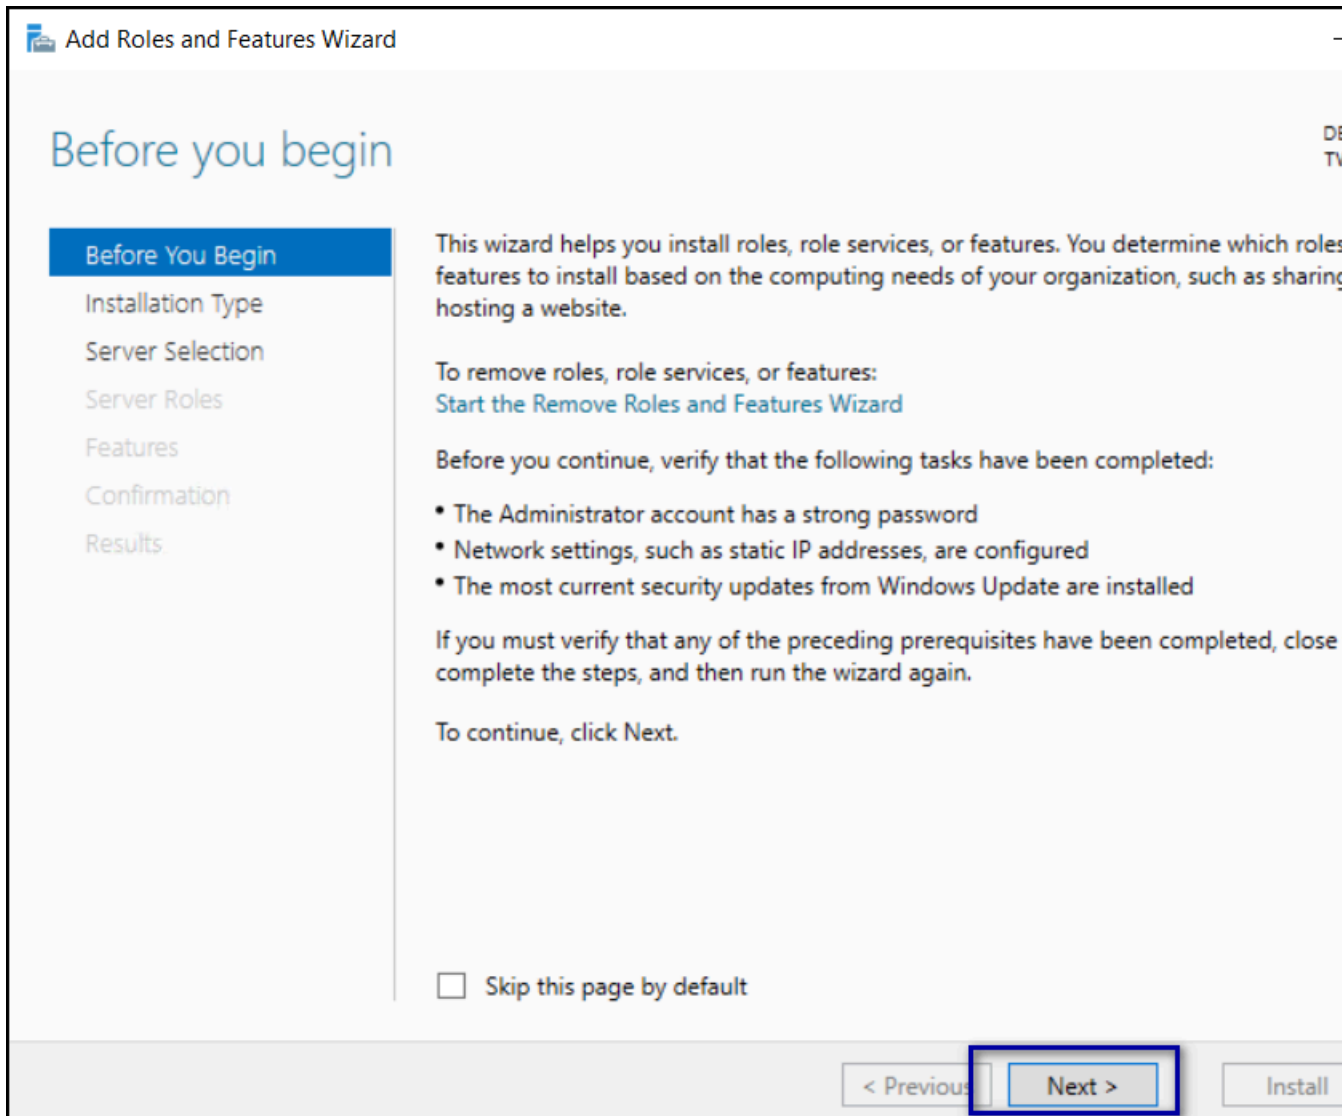 Add Roles and Features Wizard
Before you begin
Before You Begin
Installation Type
Server Selection
Server Roles
Features
Confirmation
Results
This wizard helps you install roles, role services, or features. You determine which roles
features to install based on the computing needs of your organization, such as sharing
hosting a website.
To remove roles, role services, or features:
Start the Remove Roles and Features Wizard
Before you continue, verify that the following tasks have been completed:
• The Administrator account has a strong password
• Network settings, such as static IP addresses, are configured
• The most current security updates from Windows Update are installed
If you must verify that any of the preceding prerequisites have been completed, close
complete the steps, and then run the wizard again.
To continue, click Next.
Skip this page by default
< Previous
Next >
Install